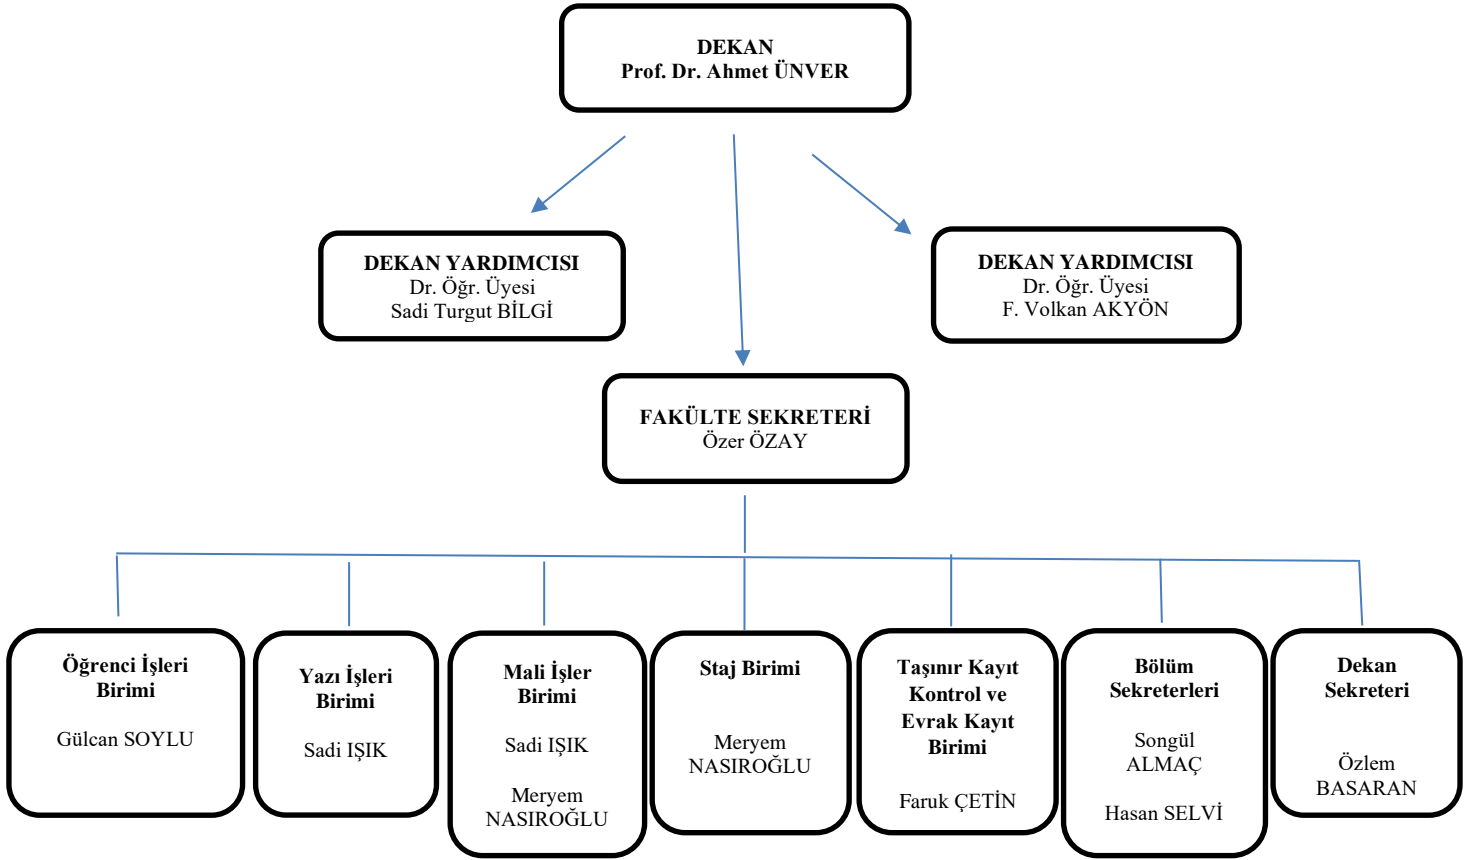 DEKAN
Prof. Dr. Ahmet ÜNVER
DEKAN YARDIMCISI
Dr. Öğr. Üyesi
Sadi Turgut BİLGİ
DEKAN YARDIMCISI
Dr. Öğr. Üyesi
F. Volkan AKYÖN
FAKÜLTE SEKRETERİ
Özer ÖZAY
Öğrenci İşleri
Birimi
Gülcan SOYLU
Yazı İşleri
Birimi
Sadi IŞIK
Mali İşler
Birimi
Sadi IŞIK
Meryem
NASIROĞLU
Staj Birimi
Meryem
NASIROĞLU
Taşınır Kayıt
Kontrol ve
Evrak Kayıt
Birimi
Faruk ÇETİN
Bölüm
Sekreterleri
Songül
ALMAÇ
Hasan SELVİ
Dekan
Sekreteri
Özlem
BASARAN